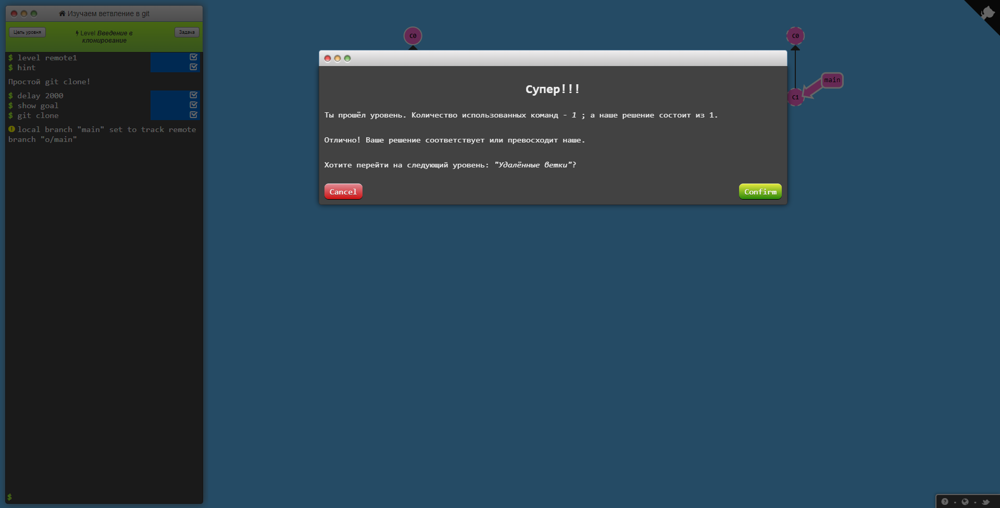 Изучаем ветвление в git
Цель уровня
Level Введение в
клонирование
Задача
$ level remote1
$ hint
Простой git clone!
$ delay 2000
$ show goal
$ git clone
local branch "main" set to track remote
branch "o/main"
$
C0
C0
main
C1
Супер!!!
Ты прошёл уровень. Количество использованных команд - 1 ; а наше решение состоит из 1.
Отлично! Ваше решение соответствует или превосходит наше.
Хотите перейти на следующий уровень: "Удалённые ветки"?
Cancel
Confirm